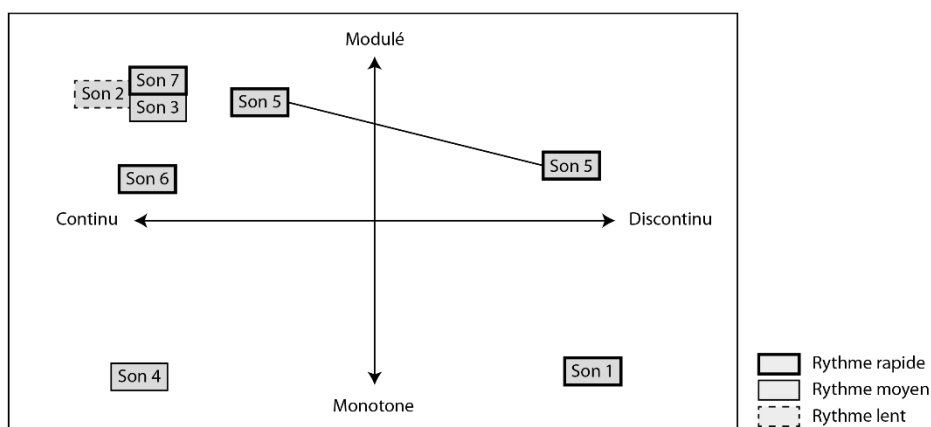 Modulé
Son 7
Son 2
Son 3
Son 5
Son 5
Son 6
Continu
Discontinu
Son 4
Son 1
Monotone
Rythme rapide
Rythme moyen
Rythme lent